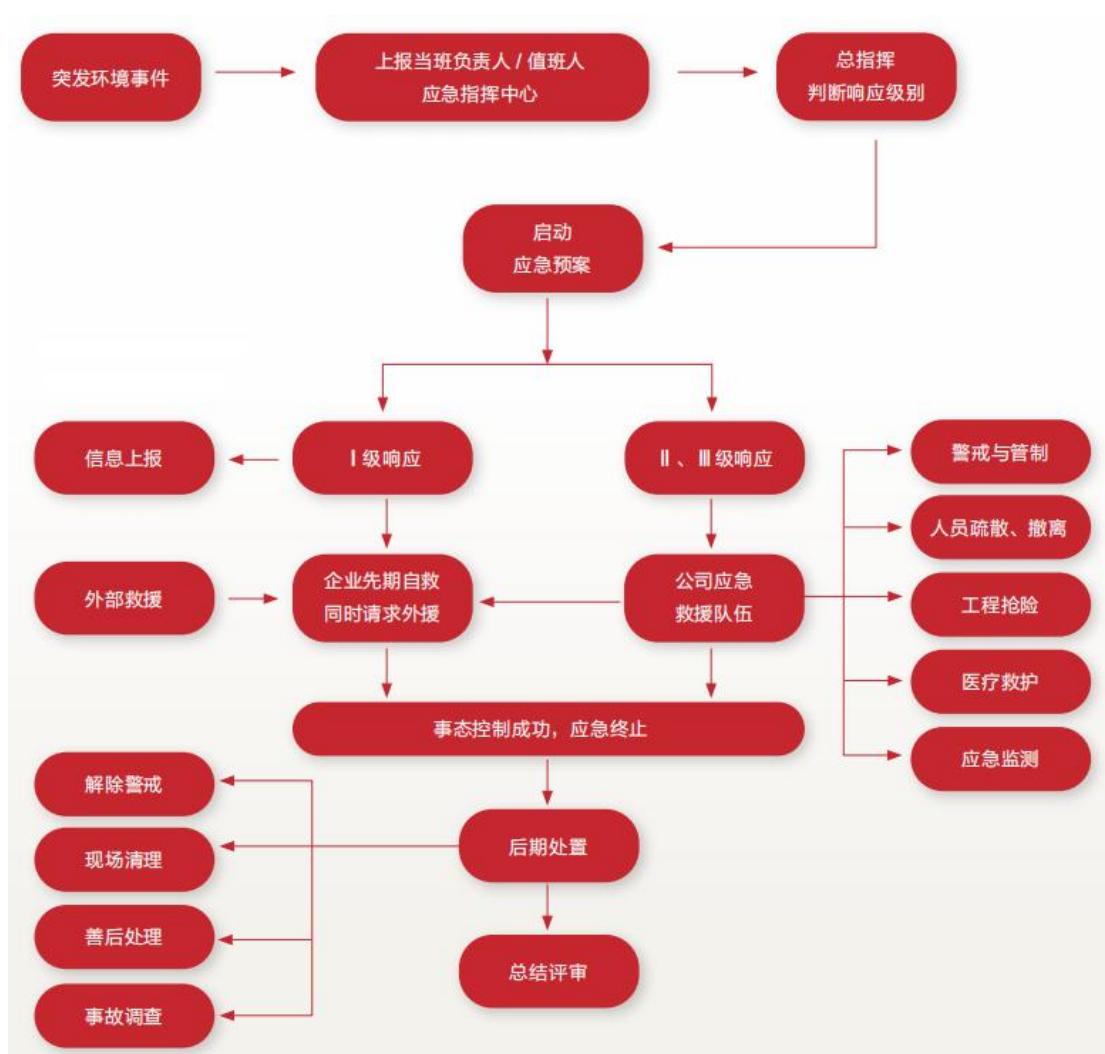 突发环境事件
上报当班负责人 / 值班人
应急指挥中心
总指挥
判断响应级别
启动
应急预案
信息上报
Ⅰ级响应
Ⅱ、Ⅲ级响应
警戒与管制
人员疏散、撤离
外部救援
企业先期自救
同时请求外援
公司应急
救援队伍
工程抢险
医疗救护
事态控制成功，应急终止
应急监测
解除警戒
现场清理
后期处置
善后处理
总结评审
事故调查